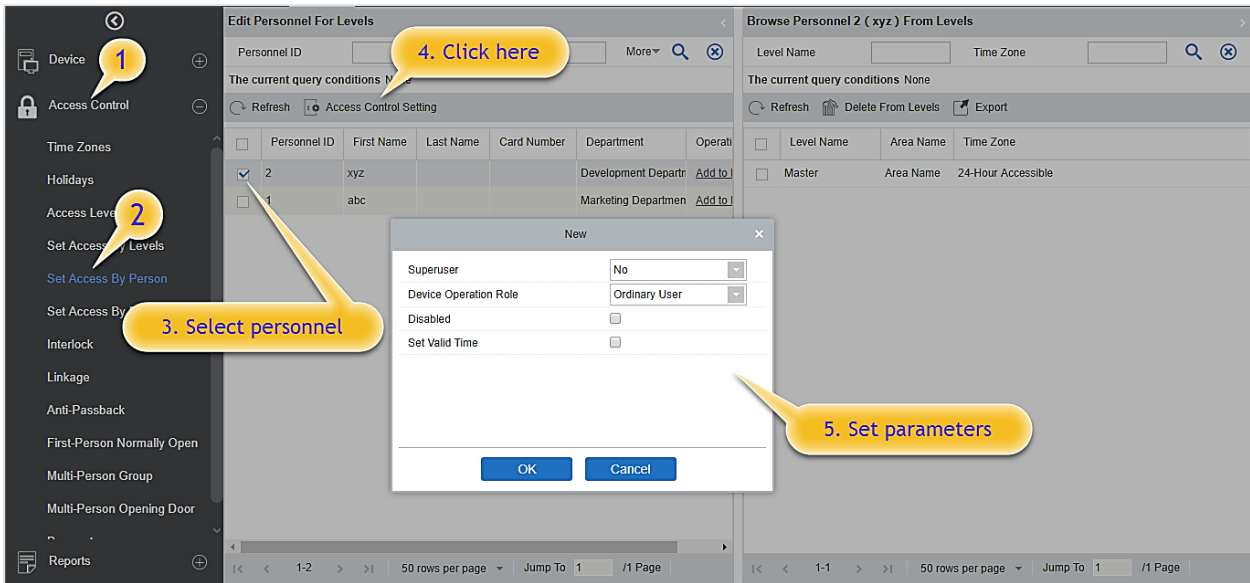 Device
1
Access Control
Time Zones
Holidays
Access Leve
2
Set Access By Levels
Set Access By Person
Set Access By
Interlock
Linkage
Anti-Passback
First-Person Normally Open
Multi-Person Group
Multi-Person Opening Door
Reports
Edit Personnel For Levels
Personnel ID
More
4. Click here
The current query conditions None
Refresh Access Control Setting
Personnel ID First Name Last Name Card Number Department Operati
2 xyz Development Departm Add to
1 abc Marketing Departmen Add to
3. Select personnel
New
Superuser No
Device Operation Role Ordinary User
Disabled
Set Valid Time
OK Cancel
5. Set parameters
1-2 50 rows per page Jump To 1 /1 Page
Browse Personnel 2 ( xyz ) From Levels
Level Name Time Zone
The current query conditions None
Refresh Delete From Levels Export
Level Name Area Name Time Zone
Master Area Name 24-Hour Accessible
1-1 50 rows per page Jump To 1 /1 Page